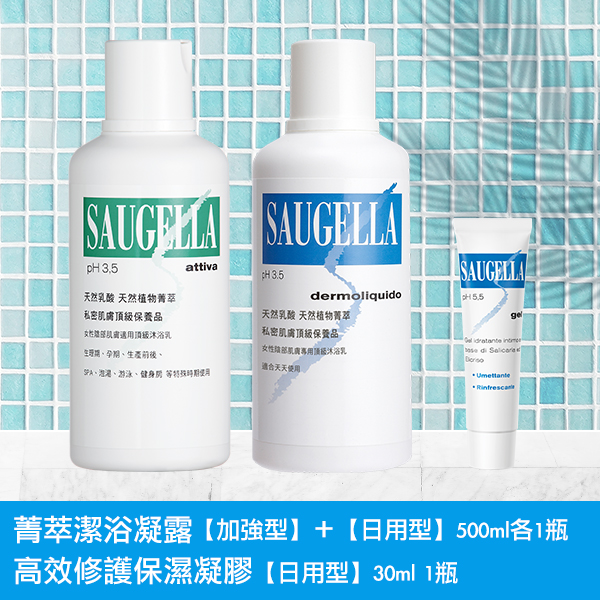 SAUGELLA
pH 3,5
attiva
天然乳酸 天然植物菁萃
私密肌膚頂級保養品
女性陰部肌膚適用頂級沐浴乳
生理期、孕期、生產前後、
SPA、泡湯、游泳、健身房 等特殊時期使用
SAUGELLA
pH 3.5
dermoliquido
天然乳酸 天然植物菁萃
私密肌膚頂級保養品
女性陰部肌膚專用頂級沐浴乳
適合天天使用
SAUGELLA
pH 5,5
gel
Gel idratante intimo
base di Salicaria ed
• Umettante
• Rinfrescante
菁萃潔浴凝露【加強型】＋【日用型】500ml各1瓶
高效修護保濕凝膠【日用型】30ml 1瓶